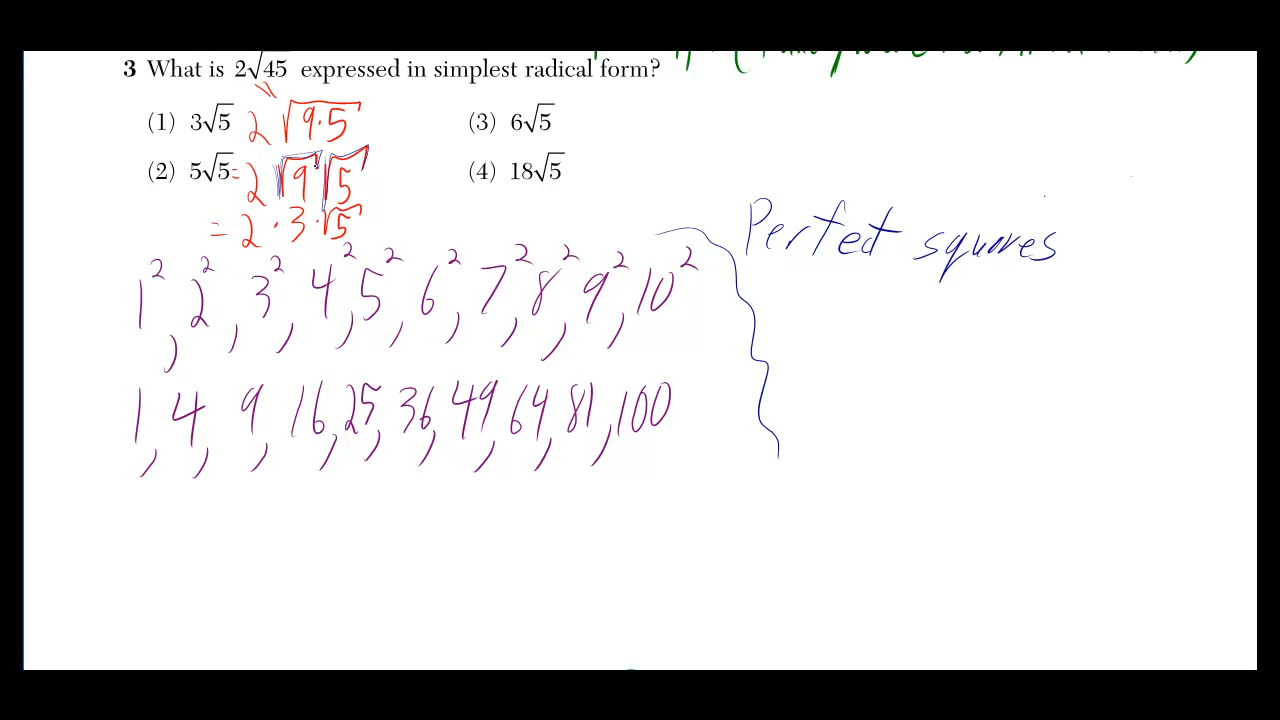 3 What is 2√45 expressed in simplest radical form?
(1) 3√5 2√9·5 (3) 6√5
(2) 5√5 = 2√9√5 (4) 18√5
= 2·3·√5
Perfect squares
1², 2², 3², 4², 5², 6², 7², 8², 9², 10²
1, 4, 9, 16, 25, 36, 49, 64, 81, 100